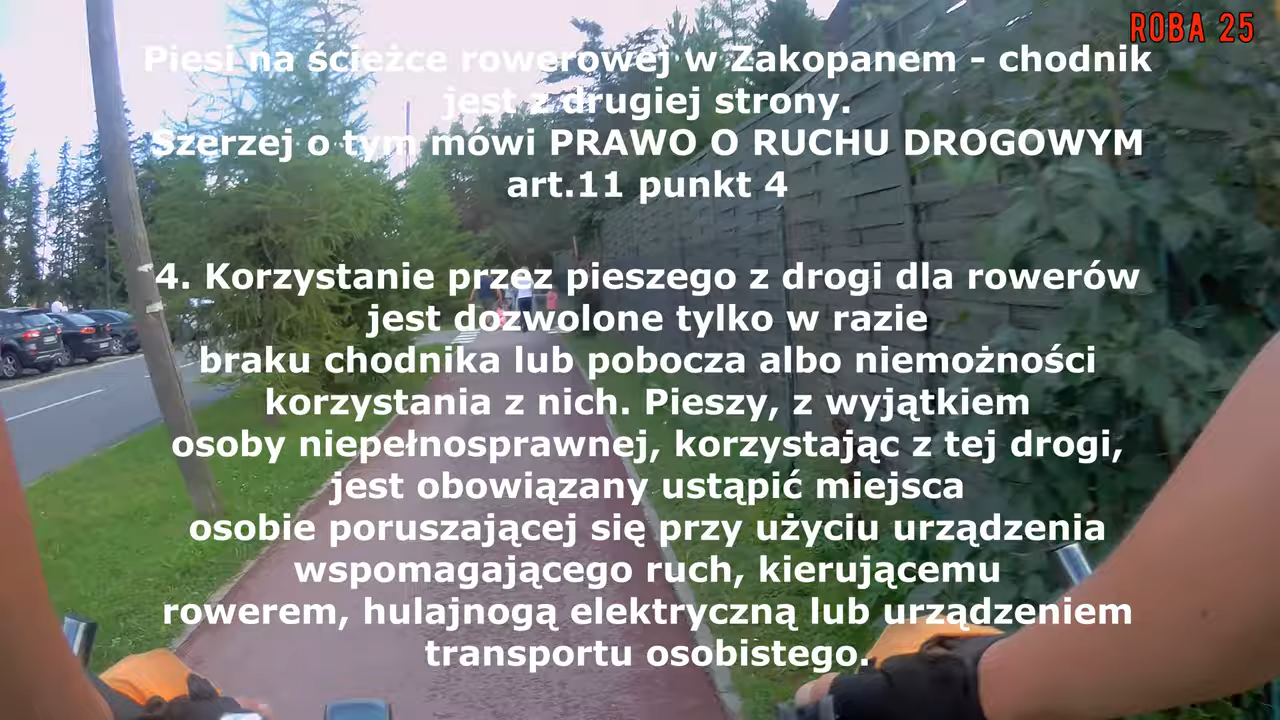 ROBA 25
Piesi na ścieżce rowerowej w Zakopanem - chodnik
jest z drugiej strony.
Szerzej o tym mówi PRAWO O RUCHU DROGOWYM
art.11 punkt 4
4. Korzystanie przez pieszego z drogi dla rowerów
jest dozwolone tylko w razie
braku chodnika lub pobocza albo niemożności
korzystania z nich. Pieszy, z wyjątkiem
osoby niepełnosprawnej, korzystając z tej drogi,
jest obowiązany ustąpić miejsca
osobie poruszającej się przy użyciu urządzenia
wspomagającego ruch, kierującemu
rowerem, hulajnogą elektryczną lub urządzeniem
transportu osobistego.